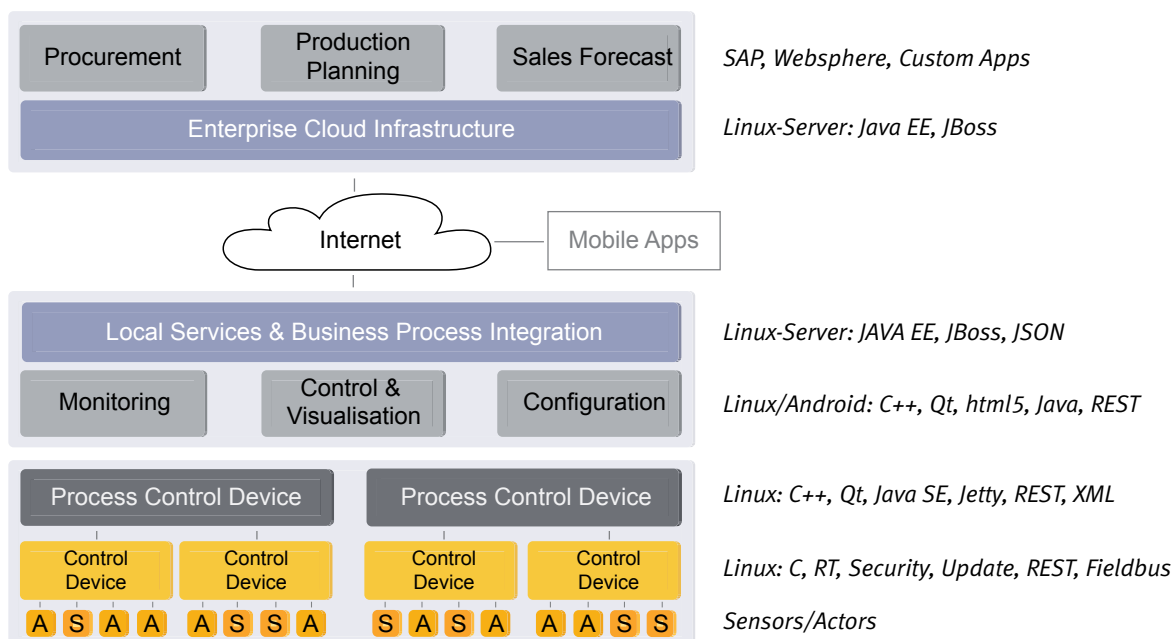 Procurement
Production
Planning
Sales Forecast
SAP, Websphere, Custom Apps
Enterprise Cloud Infrastructure
Linux-Server: Java EE, JBoss
Internet
Mobile Apps
Local Services & Business Process Integration
Linux-Server: JAVA EE, JBoss, JSON
Monitoring
Control &
Visualisation
Configuration
Linux/Android: C++, Qt, html5, Java, REST
Process Control Device
Process Control Device
Linux: C++, Qt, Java SE, Jetty, REST, XML
Control
Device
Control
Device
Control
Device
Control
Device
Linux: C, RT, Security, Update, REST, Fieldbus
A S A A A S S A S A S A A A S S
Sensors/Actors